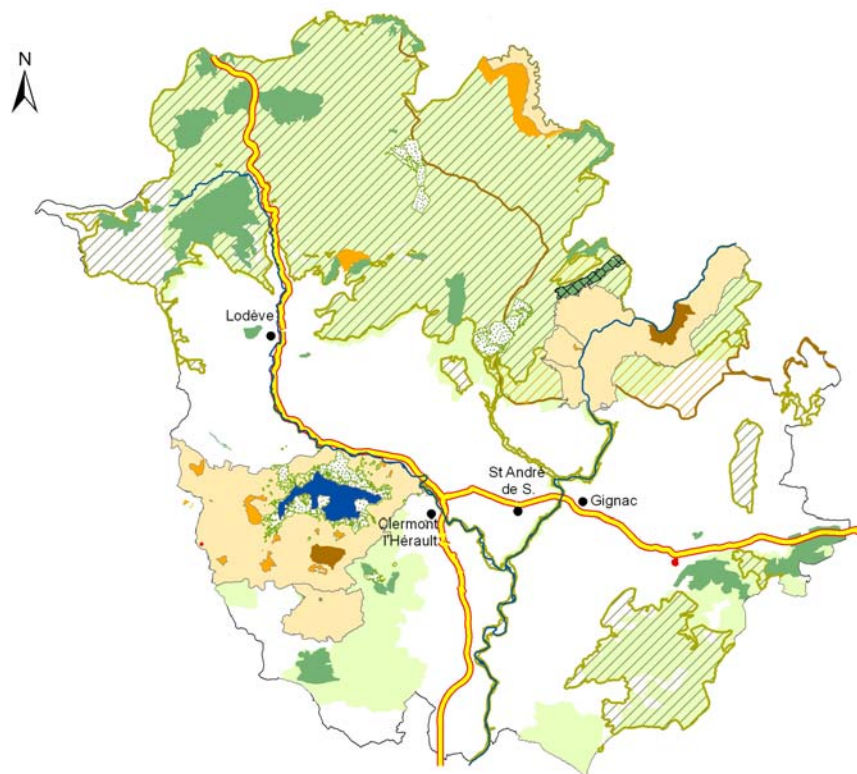 N
Lodève
St André
de S.
Gignac
Clermont
l'Hérault